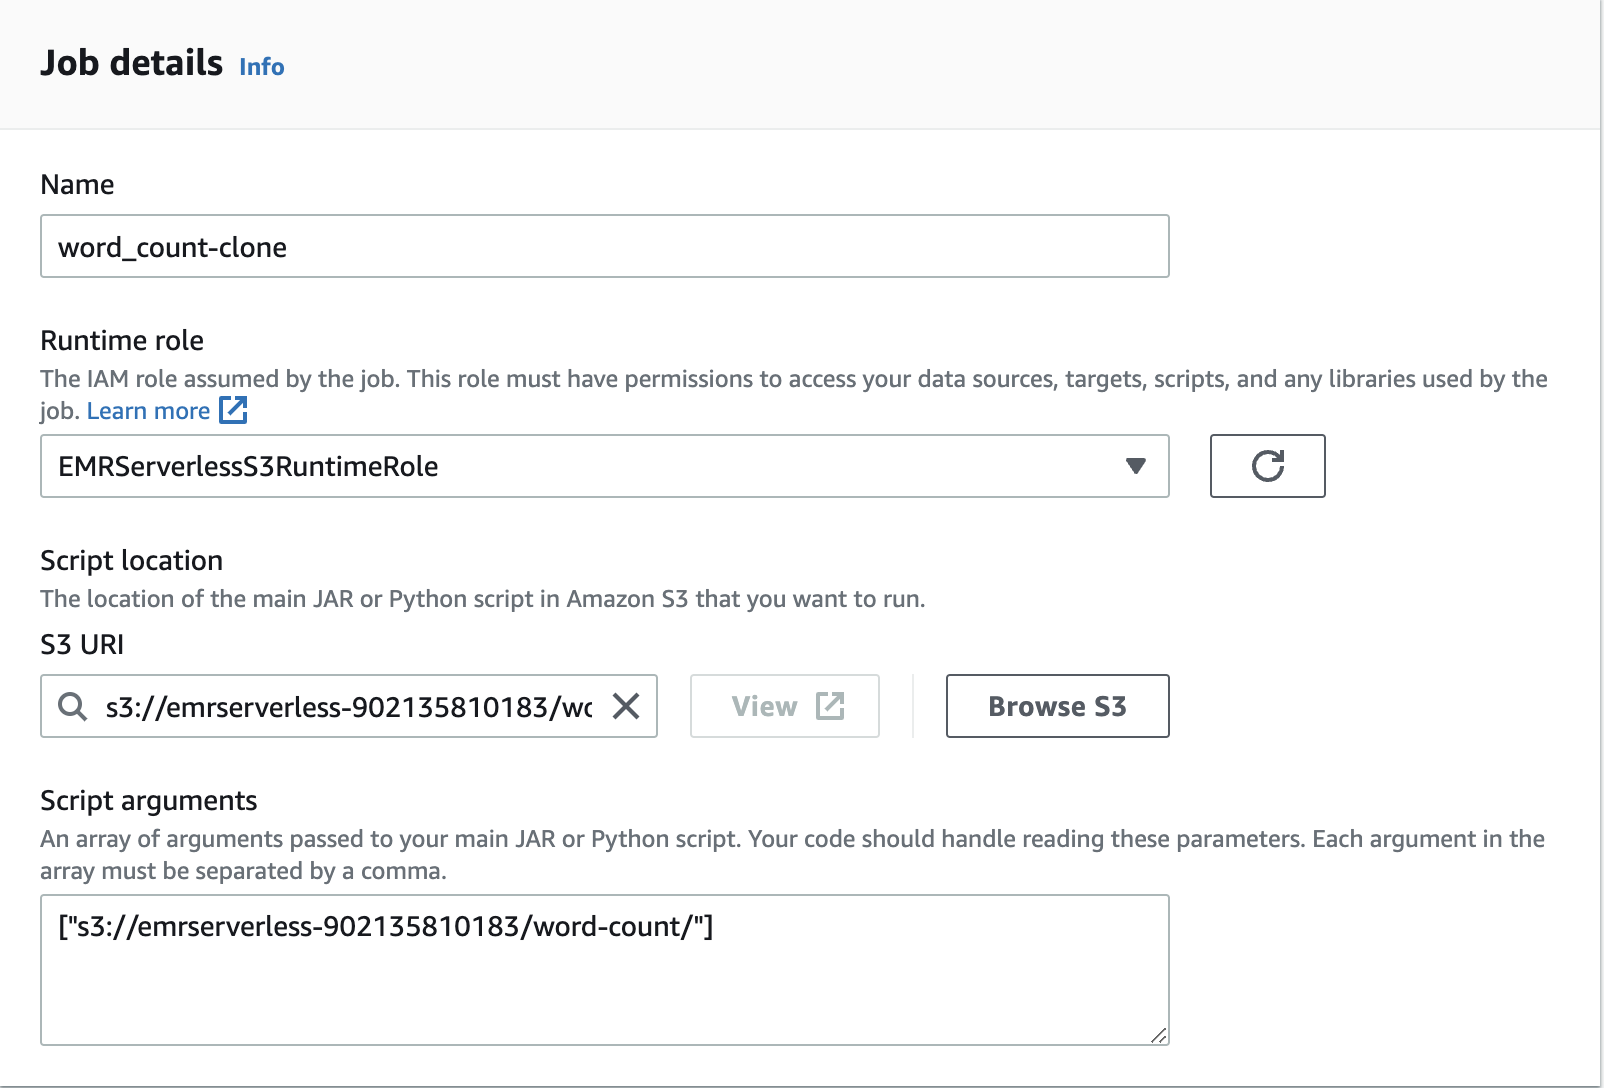 Job details Info
Name
word_count-clone
Runtime role
The IAM role assumed by the job. This role must have permissions to access your data sources, targets, scripts, and any libraries used by the
job. Learn more
EMRServerlessS3RuntimeRole
Script location
The location of the main JAR or Python script in Amazon S3 that you want to run.
S3 URI
s3://emrserverless-902135810183/wc View Browse S3
Script arguments
An array of arguments passed to your main JAR or Python script. Your code should handle reading these parameters. Each argument in the
array must be separated by a comma.
["s3://emrserverless-902135810183/word-count/"]